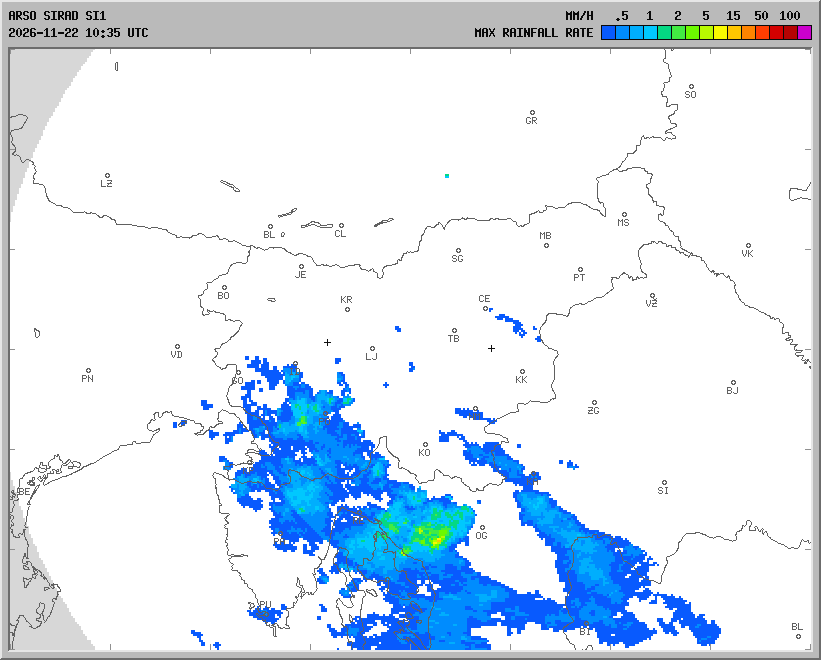 ARSO SIRAD SI1
2026-11-22 10:35 UTC
MM/H .5 1 2 5 15 50 100
MAX RAINFALL RATE
SO
GR
LZ
MS
BL
CL
MB
VK
SG
JE
PT
BO
KR
CE
VZ
TB
VD
LJ
PN
GO
KK
BJ
ZG
KO
BE
SI
OG
PU
BI
BL